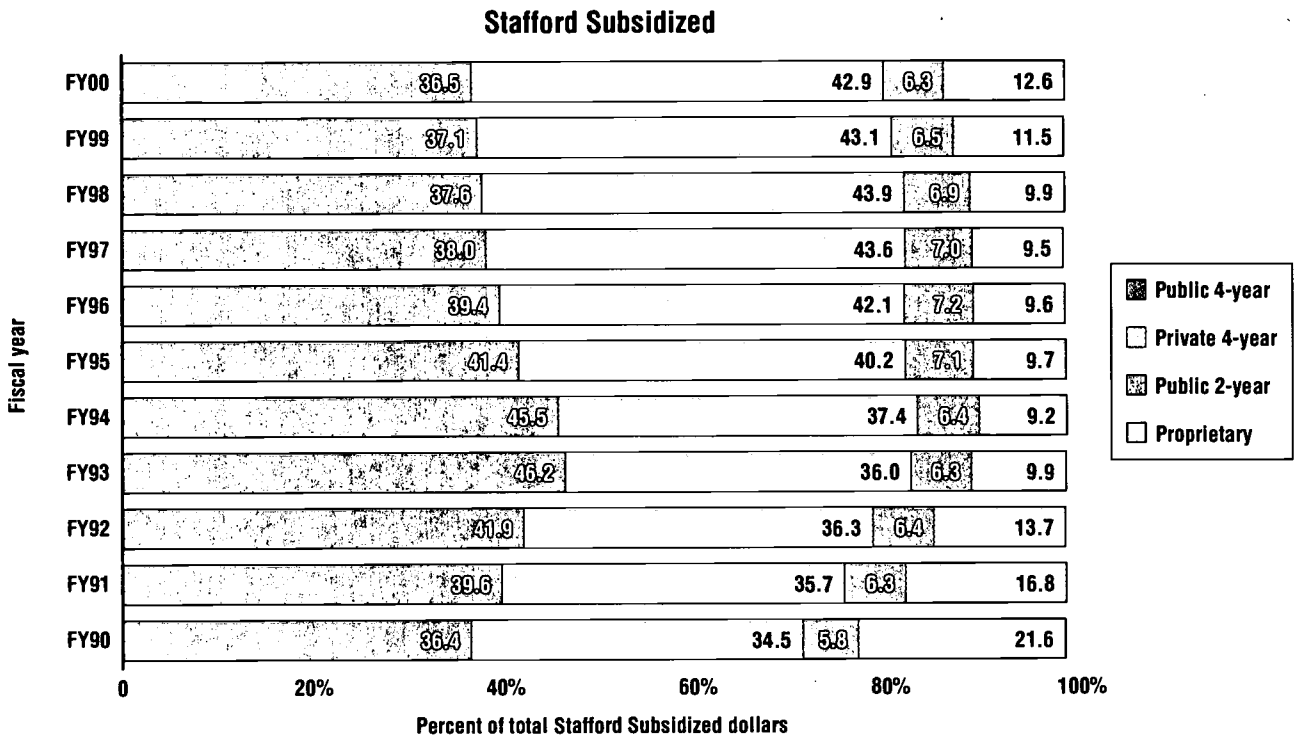 Stafford Subsidized
FY00 36.5 42.9 6.3 12.6
FY99 37.1 43.1 6.5 11.5
FY98 37.6 43.9 6.9 9.9
FY97 38.0 43.6 7.0 9.5
FY96 39.4 42.1 7.2 9.6
FY95 41.4 40.2 7.1 9.7
FY94 45.5 37.4 6.4 9.2
FY93 46.2 36.0 6.3 9.9
FY92 41.9 36.3 6.4 13.7
FY91 39.6 35.7 6.3 16.8
FY90 36.4 34.5 5.8 21.6
0 20% 40% 60% 80% 100%
Percent of total Stafford Subsidized dollars
Fiscal year
Public 4-year
Private 4-year
Public 2-year
Proprietary